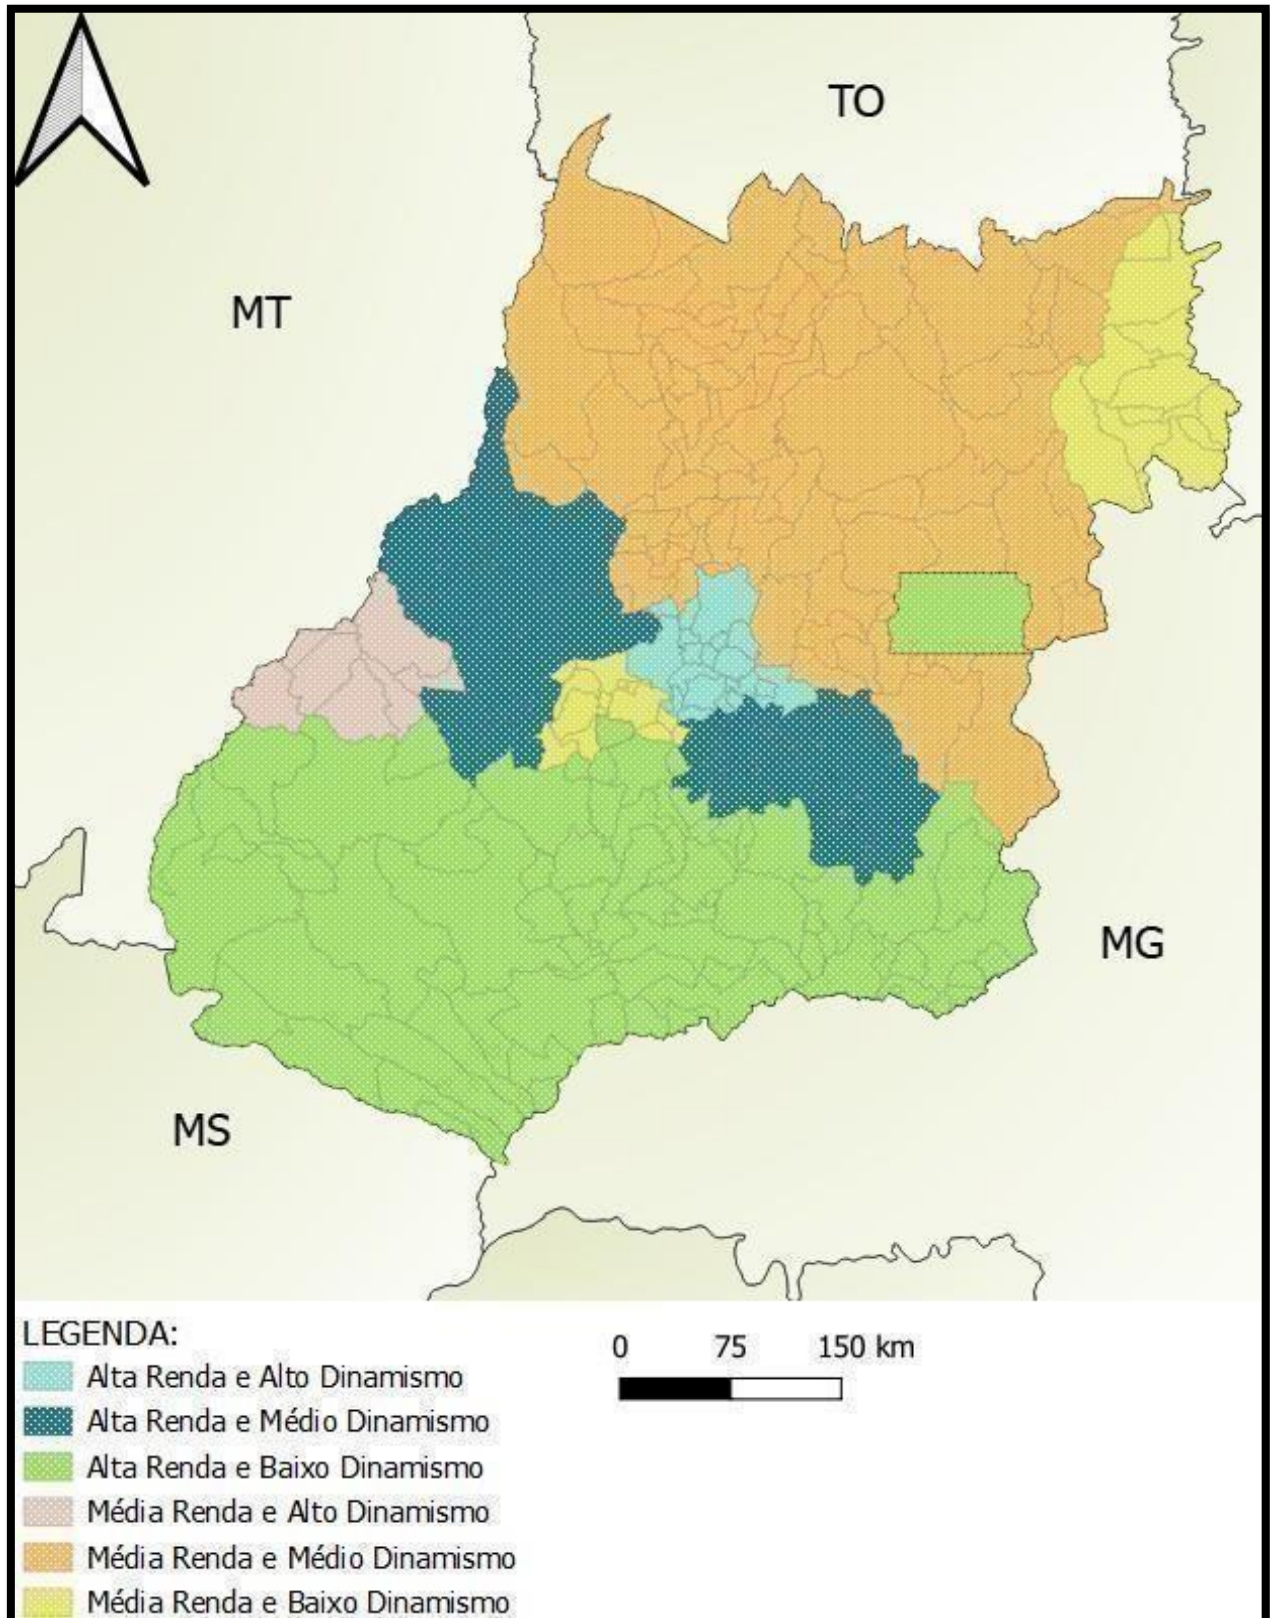 TO
MT
MG
MS
LEGENDA:
0 75 150 km
Alta Renda e Alto Dinamismo
Alta Renda e Médio Dinamismo
Alta Renda e Baixo Dinamismo
Média Renda e Alto Dinamismo
Média Renda e Médio Dinamismo
Média Renda e Baixo Dinamismo